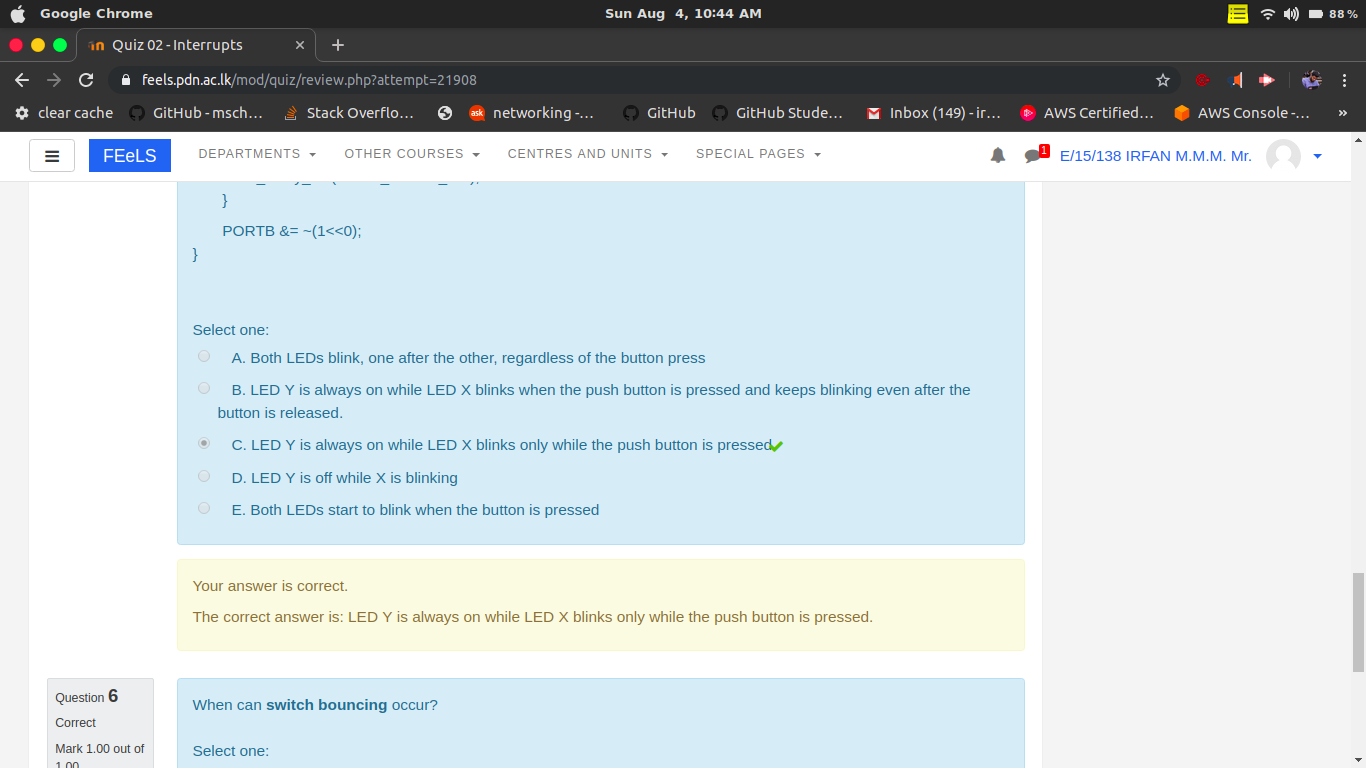 Google Chrome
Sun Aug 4, 10:44 AM
88 %
Quiz 02 - Interrupts
feels.pdn.ac.lk/mod/quiz/review.php?attempt=21908
clear cache
GitHub - msch…
Stack Overflo…
ask
networking -…
GitHub
GitHub Stude…
Inbox (149) - ir…
AWS Certified…
AWS Console -…
»
FEeLS
DEPARTMENTS
OTHER COURSES
CENTRES AND UNITS
SPECIAL PAGES
1
E/15/138 IRFAN M.M.M. Mr.
}
PORTB &= ~(1<<0);
}
Select one:
A. Both LEDs blink, one after the other, regardless of the button press
B. LED Y is always on while LED X blinks when the push button is pressed and keeps blinking even after the
button is released.
C. LED Y is always on while LED X blinks only while the push button is pressed
D. LED Y is off while X is blinking
E. Both LEDs start to blink when the button is pressed
Your answer is correct.
The correct answer is: LED Y is always on while LED X blinks only while the push button is pressed.
Question 6
Correct
Mark 1.00 out of
1.00
When can switch bouncing occur?
Select one: